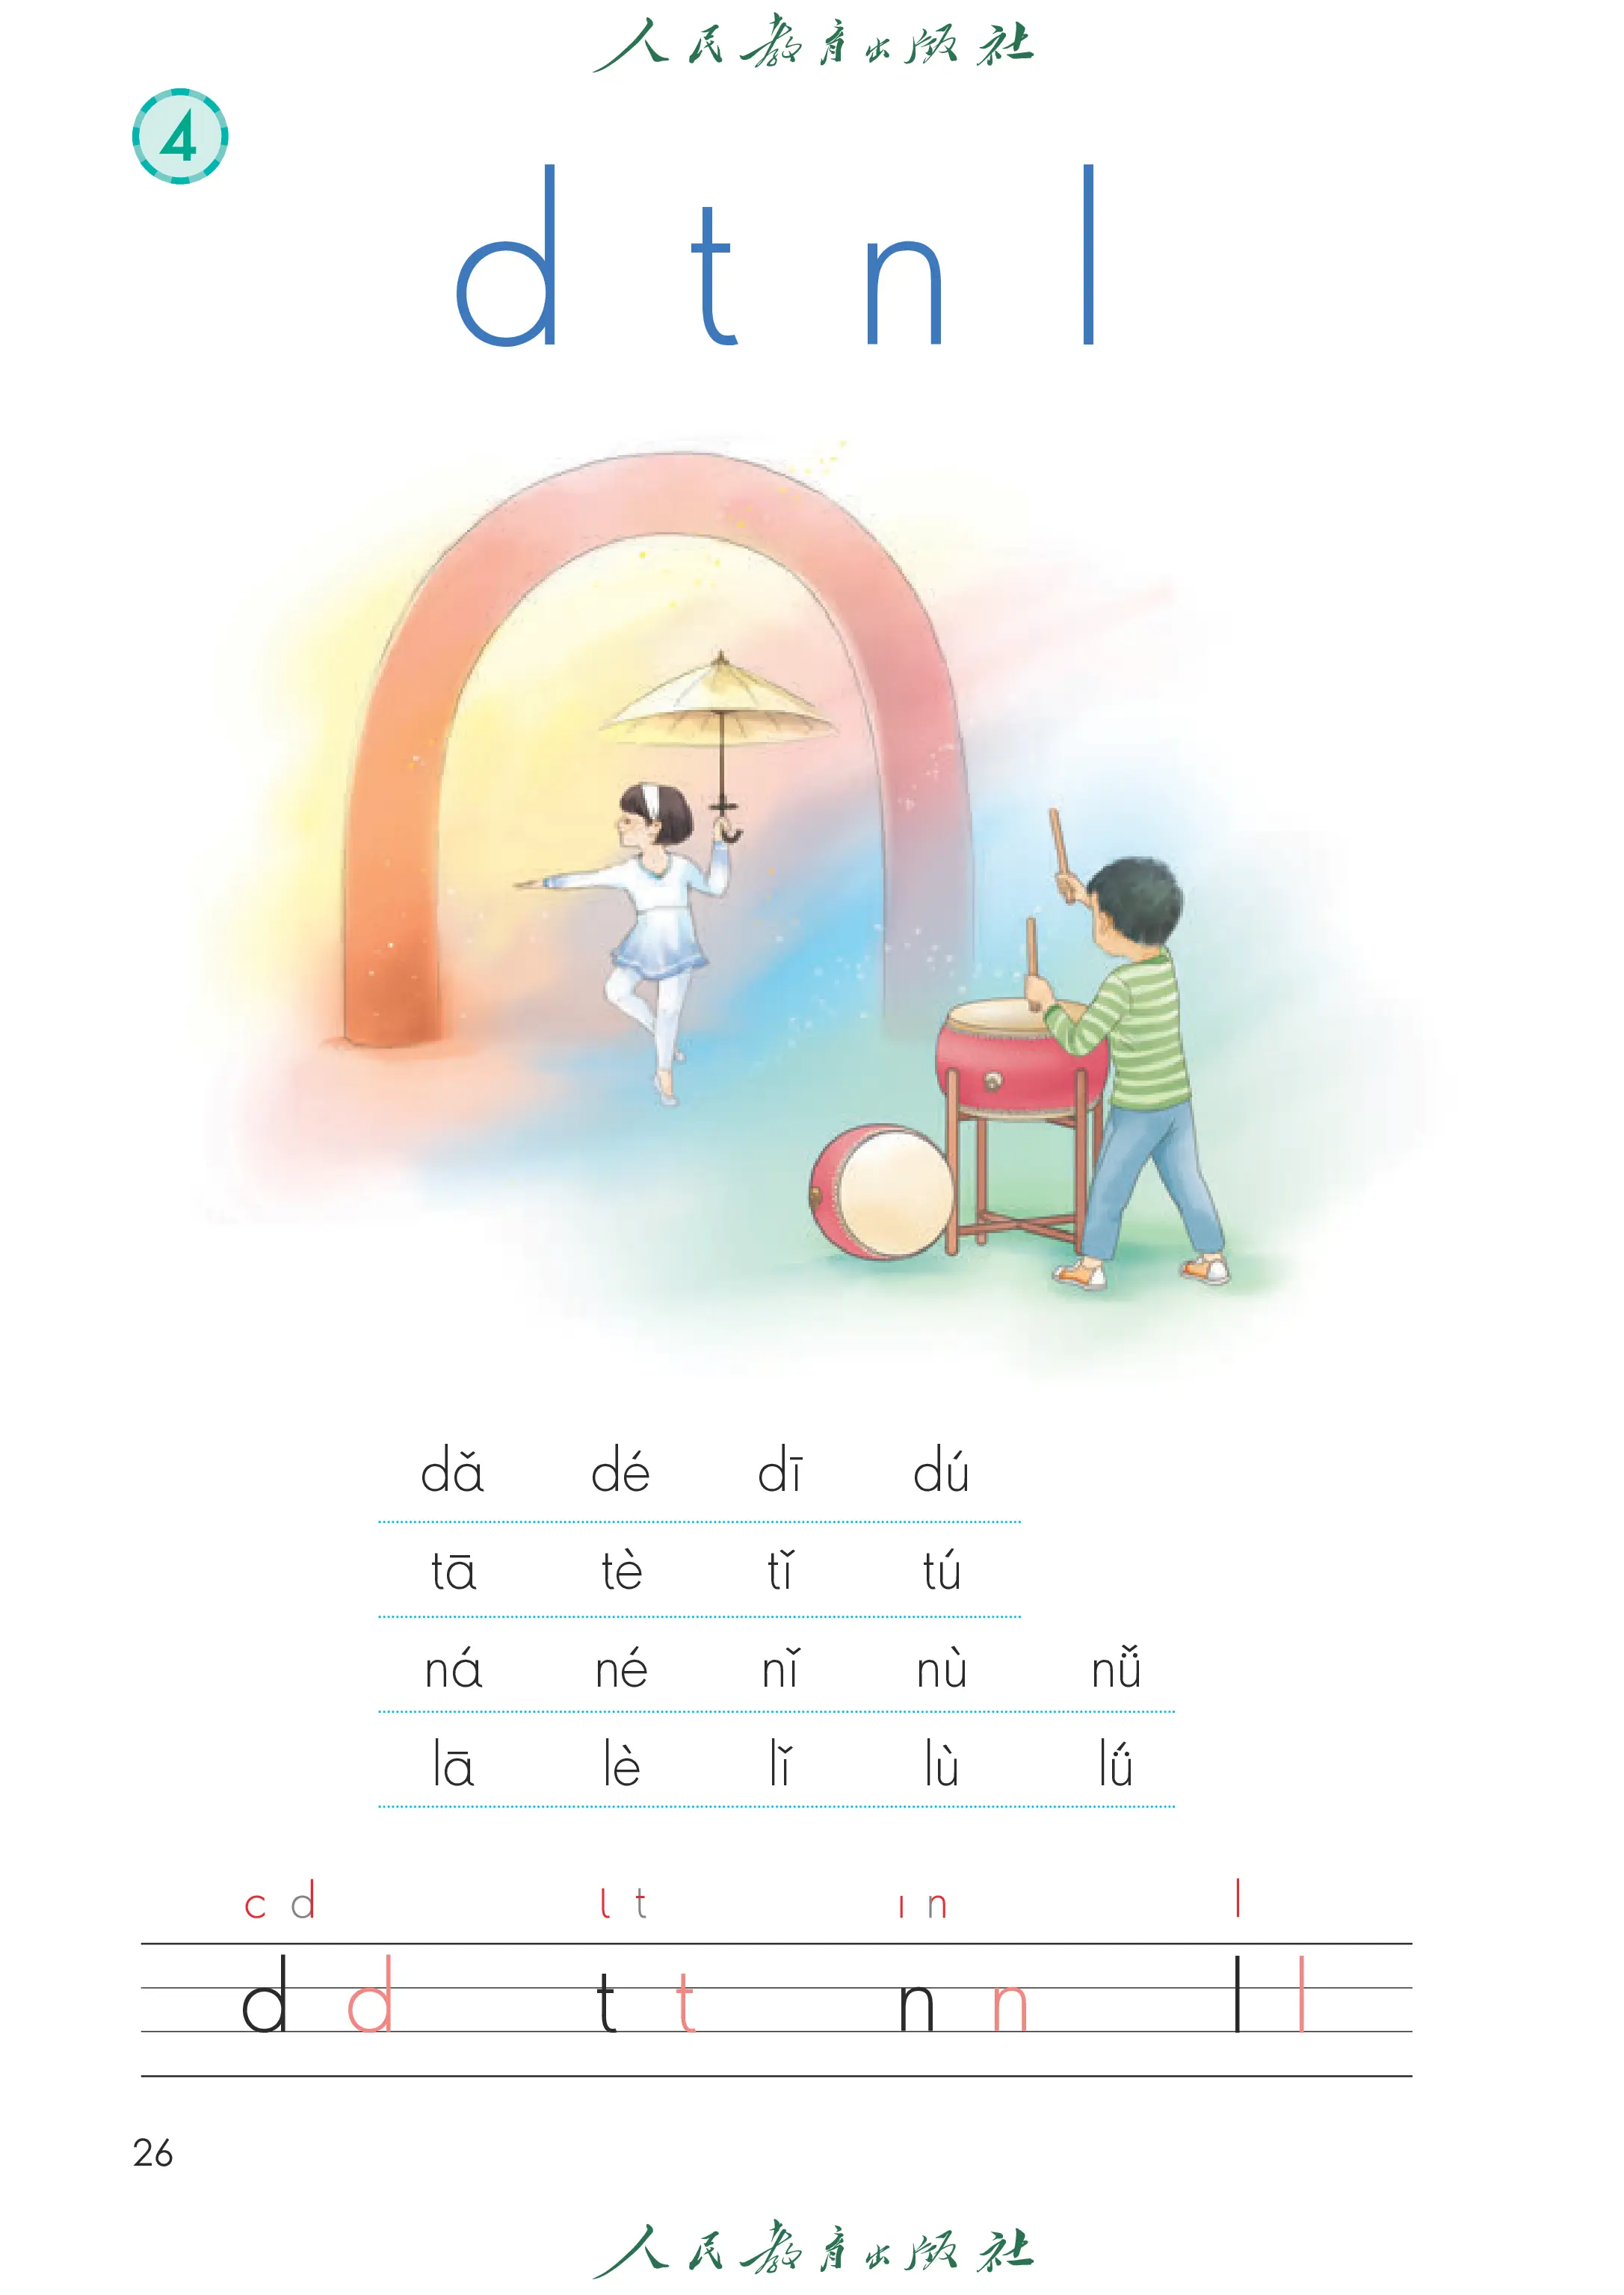 人民教育出版社
4
d t n l
dǎ dé dī dú
tā tè tǐ tú
ná né nǐ nù nǚ
lā lè lǐ lù lǘ
c d ɩ t ı n l
d d t t n n l l
26
人民教育出版社